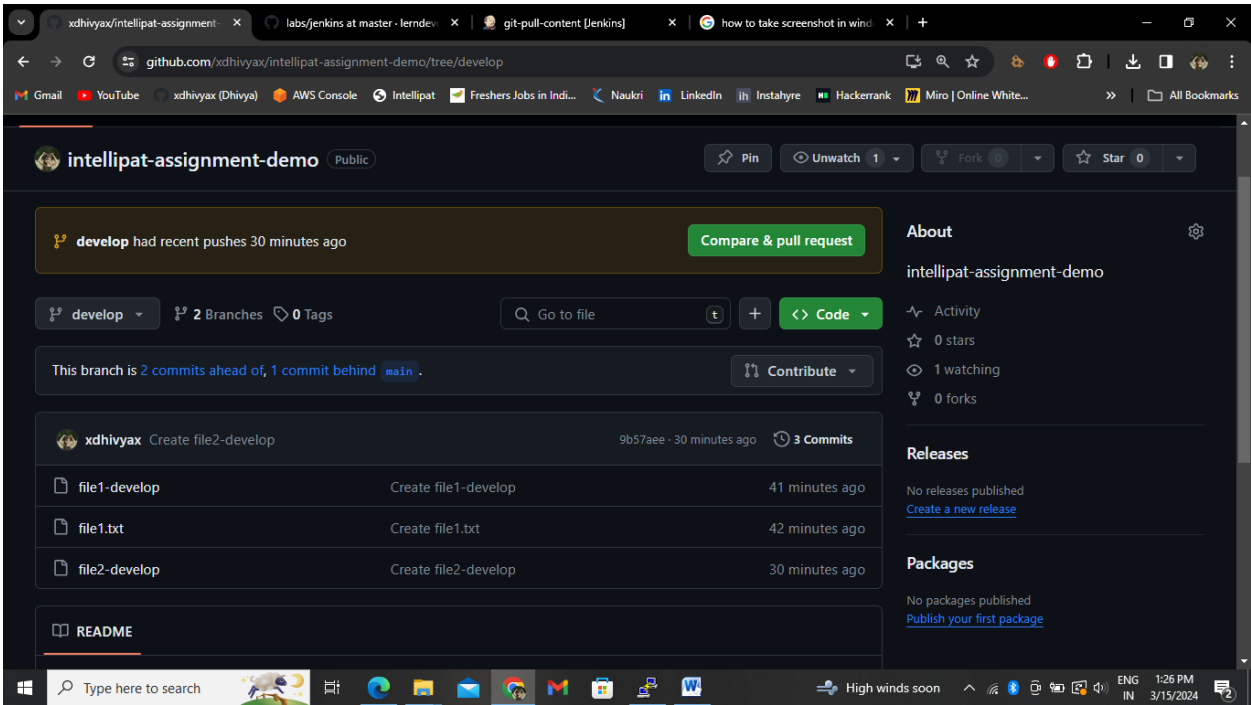 xdhivyax/intellipat-assignment-
labs/jenkins at master · lerndev
git-pull-content [Jenkins]
how to take screenshot in wind
github.com/xdhivyax/intellipat-assignment-demo/tree/develop
Gmail
YouTube
xdhivyax (Dhivya)
AWS Console
Intellipat
Freshers Jobs in Indi...
Naukri
LinkedIn
Instahyre
Hackerrank
Miro | Online White...
»
All Bookmarks
intellipat-assignment-demo Public
Pin
Unwatch 1
Fork 0
Star 0
develop had recent pushes 30 minutes ago
Compare & pull request
About
intellipat-assignment-demo
develop
2 Branches
0 Tags
Go to file
t
+
<> Code
Activity
0 stars
1 watching
0 forks
This branch is 2 commits ahead of, 1 commit behind main .
Contribute
xdhivyax Create file2-develop
9b57aee · 30 minutes ago
3 Commits
file1-develop Create file1-develop 41 minutes ago
file1.txt Create file1.txt 42 minutes ago
file2-develop Create file2-develop 30 minutes ago
Releases
No releases published
Create a new release
Packages
No packages published
Publish your first package
README
Type here to search
High winds soon
ENG
IN
1:26 PM
3/15/2024
2